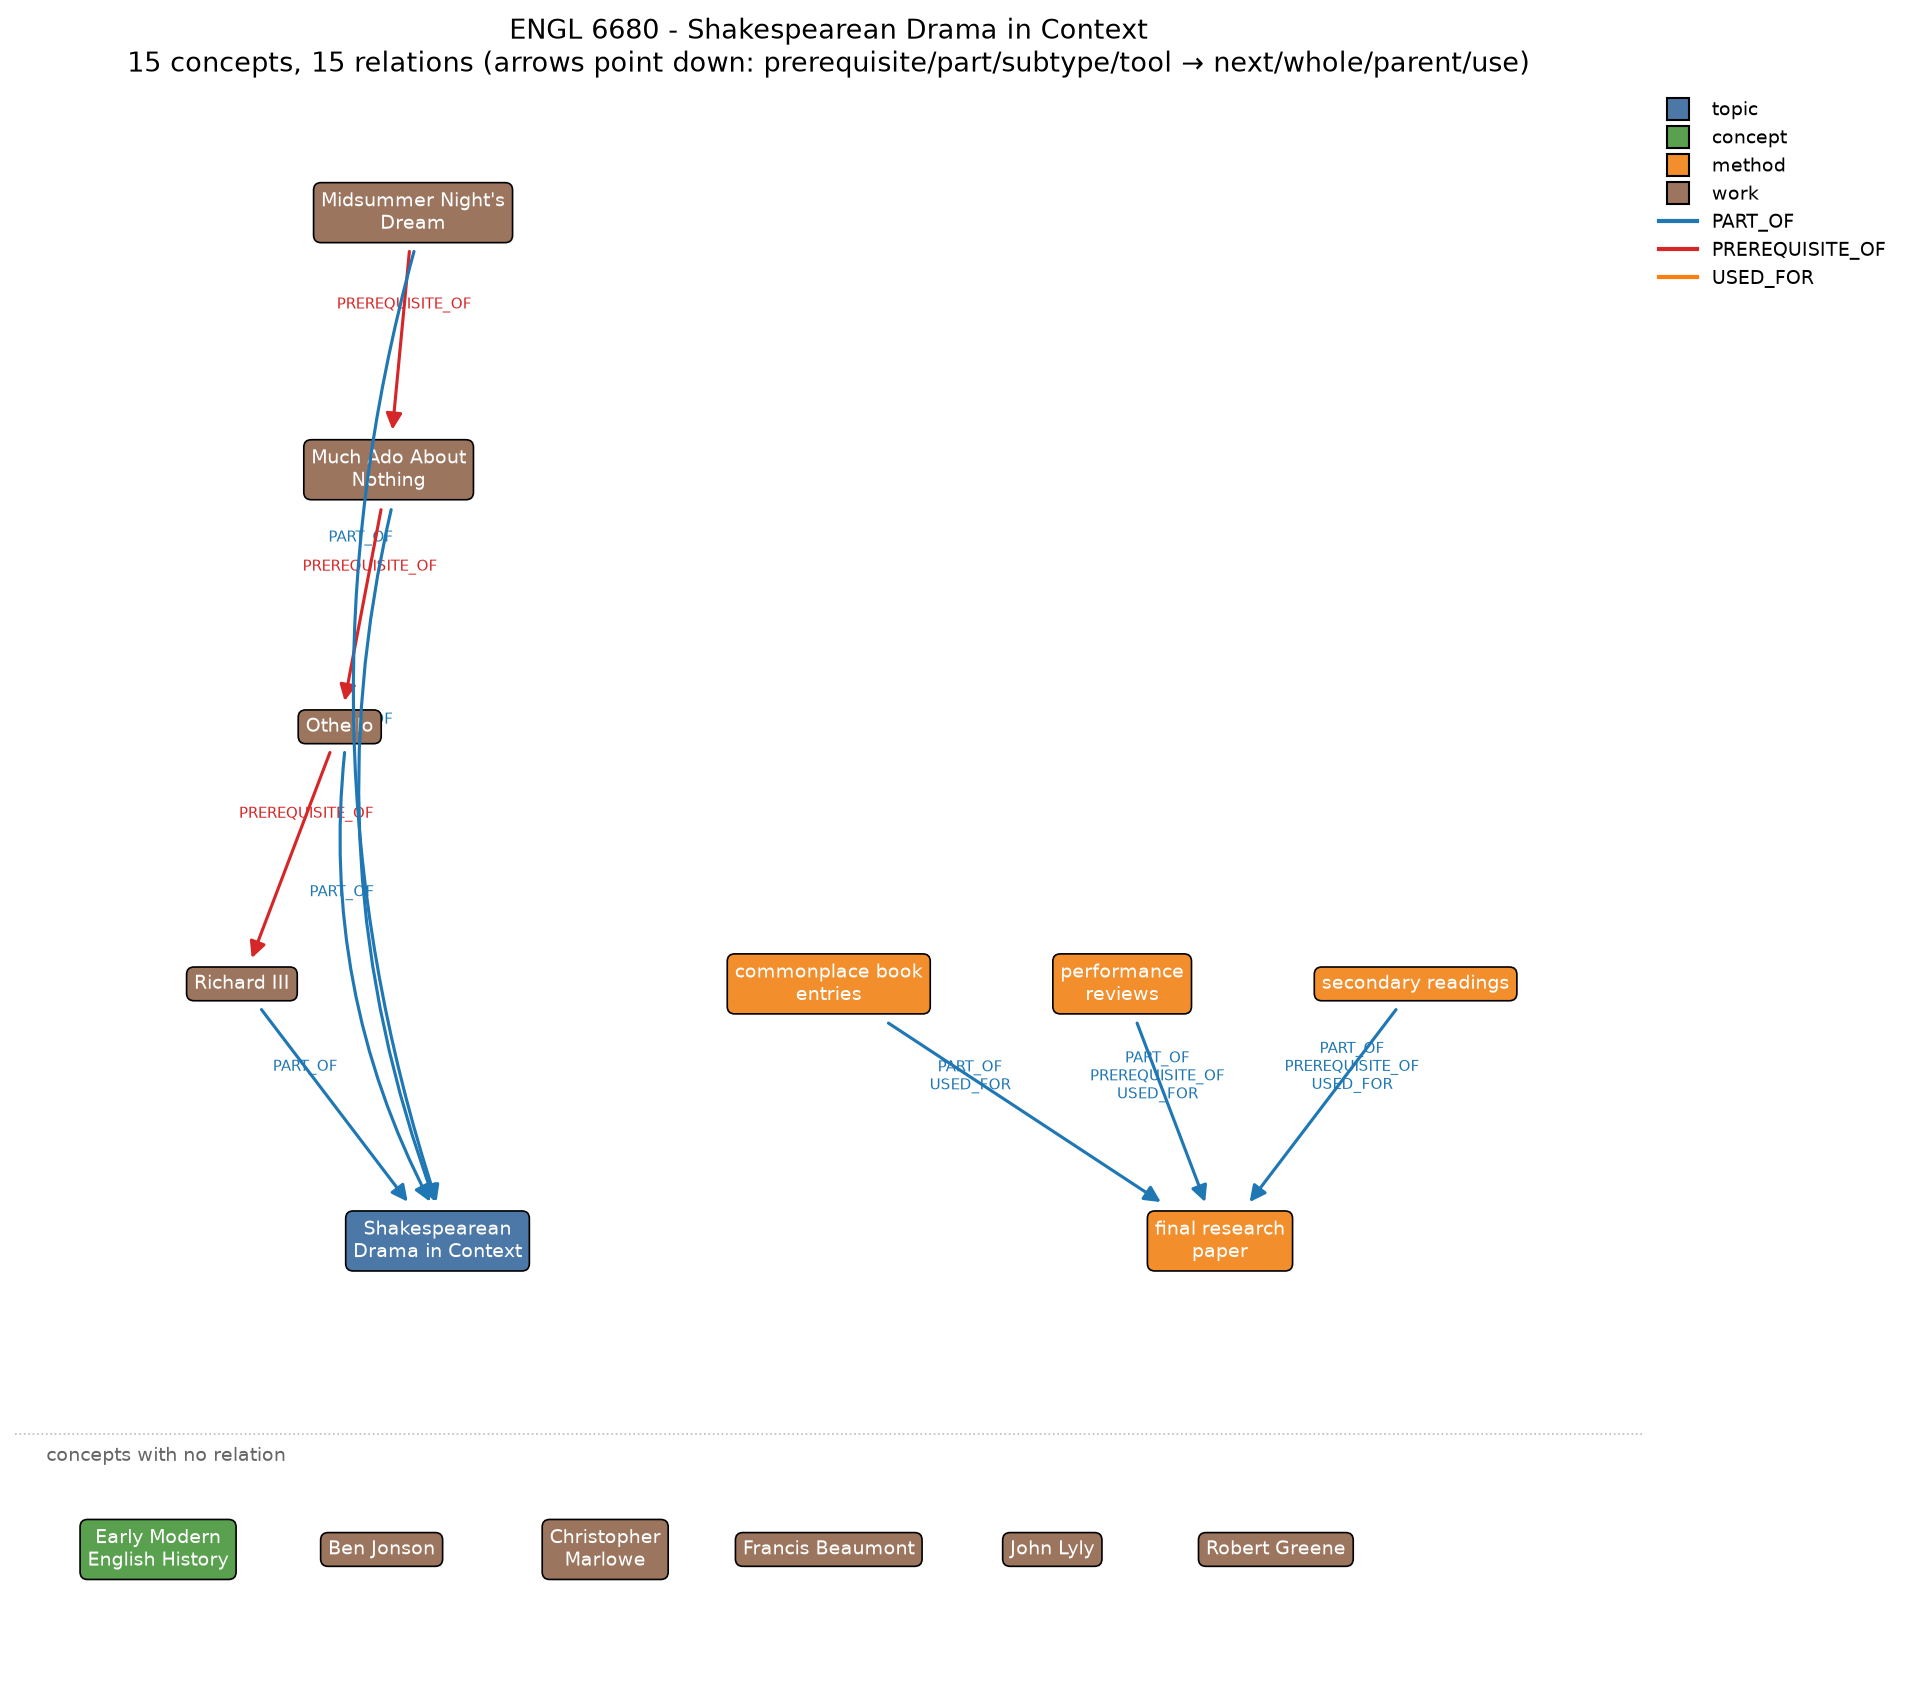 ENGL 6680 - Shakespearean Drama in Context
15 concepts, 15 relations (arrows point down: prerequisite/part/subtype/tool → next/whole/parent/use)
topic
concept
method
work
PART_OF
PREREQUISITE_OF
USED_FOR
Midsummer Night's
Dream
PREREQUISITE_OF
Much Ado About
Nothing
PART_OF
PREREQUISITE_OF
Othello
PREREQUISITE_OF
PART_OF
Richard III
commonplace book
entries
performance
reviews
secondary readings
PART_OF
PART_OF
USED_FOR
PART_OF
PREREQUISITE_OF
USED_FOR
PART_OF
PREREQUISITE_OF
USED_FOR
Shakespearean
Drama in Context
final research
paper
concepts with no relation
Early Modern
English History
Ben Jonson
Christopher
Marlowe
Francis Beaumont
John Lyly
Robert Greene